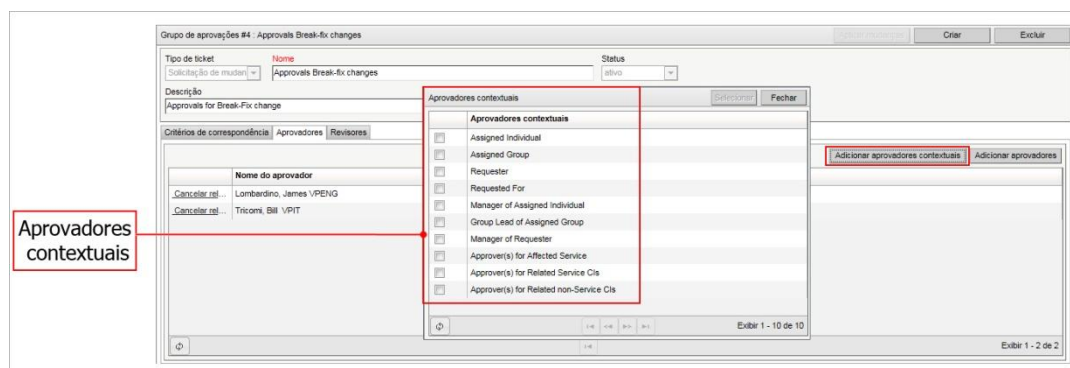 Grupo de aprovações #4 : Approvals Break-fix changes
Criar
Excluir
Tipo de ticket
Nome
Status
Solicitação de mudan
Approvals Break-fix changes
ativo
Descrição
Approvals for Break-Fix change
Aprovadores contextuais
Selecionar
Fechar
Aprovadores contextuais
Critérios de correspondência
Aprovadores
Revisores
Assigned Individual
Assigned Group
Adicionar aprovadores contextuais
Adicionar aprovadores
Nome do aprovador
Requester
Cancelar rel...
Lombardino, James \/PENG
Requested For
Cancelar rel...
Tricomi, Bill \/PIT
Manager of Assigned Individual
Group Lead of Assigned Group
Aprovadores
contextuais
Manager of Requester
Approver(s) for Affected Service
Approver(s) for Related Service CIs
Approver(s) for Related non-Service CIs
Exibir 1 - 10 de 10
Exibir 1 - 2 de 2